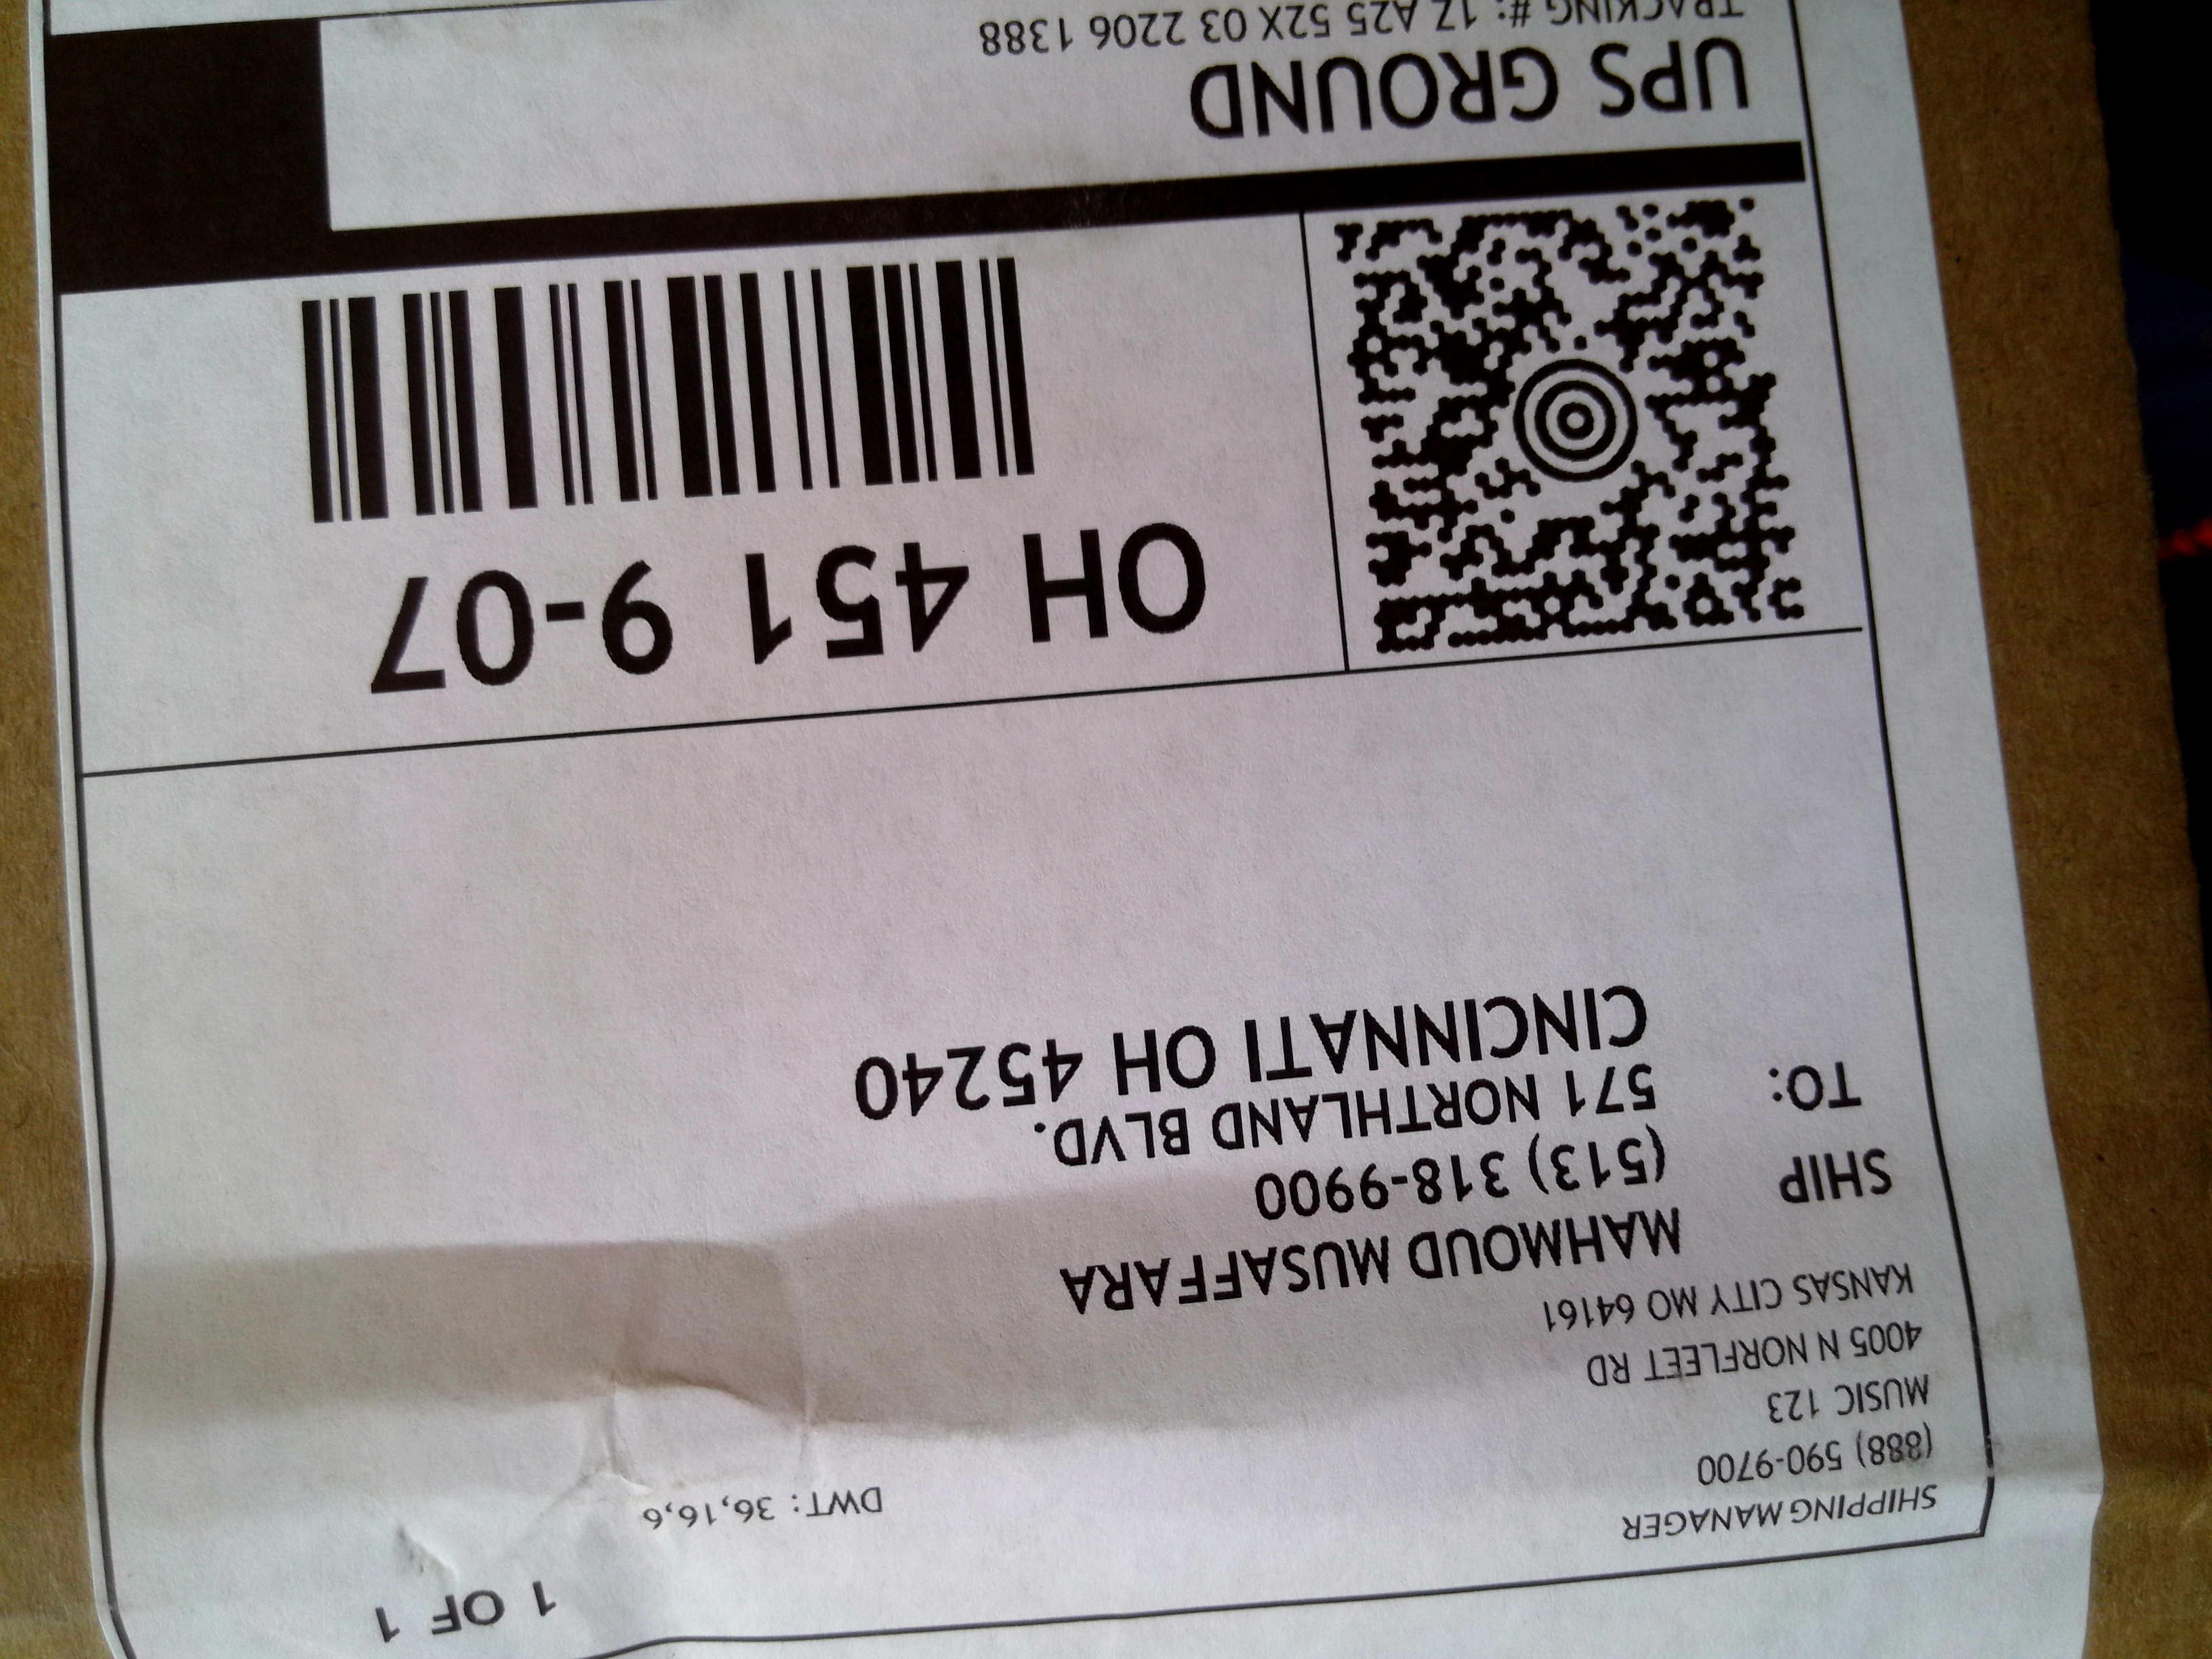 1 OF 1
SHIPPING MANAGER
DWT: 36,16,6
(888) 590-9700
MUSIC 123
4005 N NORFLEET RD
KANSAS CITY MO 64161
SHIP
TO:
MAHMOUD MUSAFFARA
(513) 318-9900
571 NORTHLAND BLVD.
CINCINNATI OH 45240
OH 451 9-07
UPS GROUND
TRACKING #: 1Z A25 52X 03 2206 1388